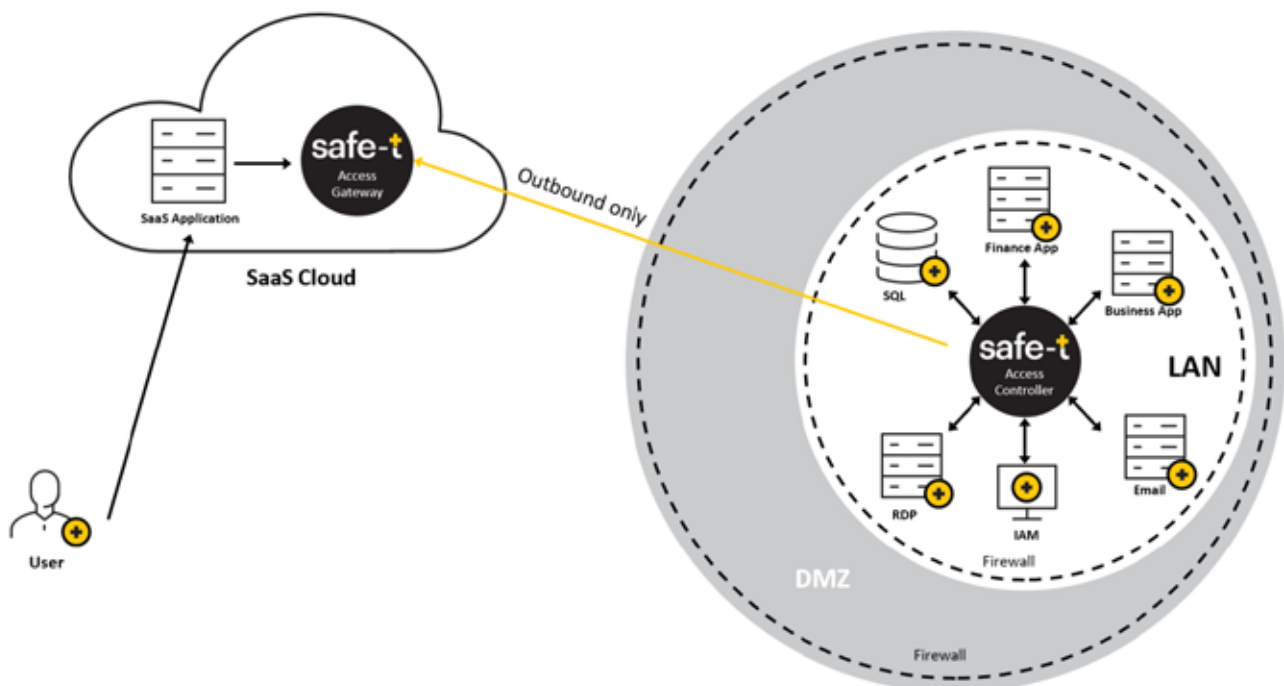 safe-t
Access
Gateway
SaaS Application
SaaS Cloud
User
Outbound only
Finance App
SQL
Business App
safe-t
Access
Controller
LAN
RDP
IAM
Email
Firewall
DMZ
Firewall